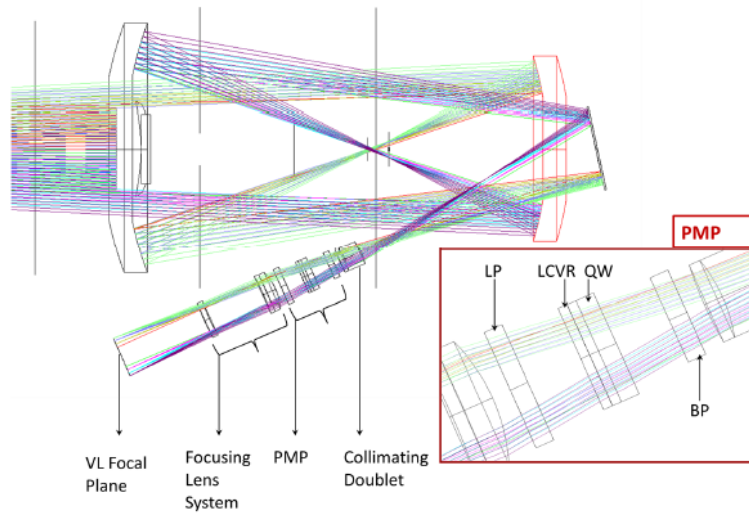 PMP
LP
LCVR
QW
BP
VL Focal
Plane
Focusing
Lens
System
PMP
Collimating
Doublet